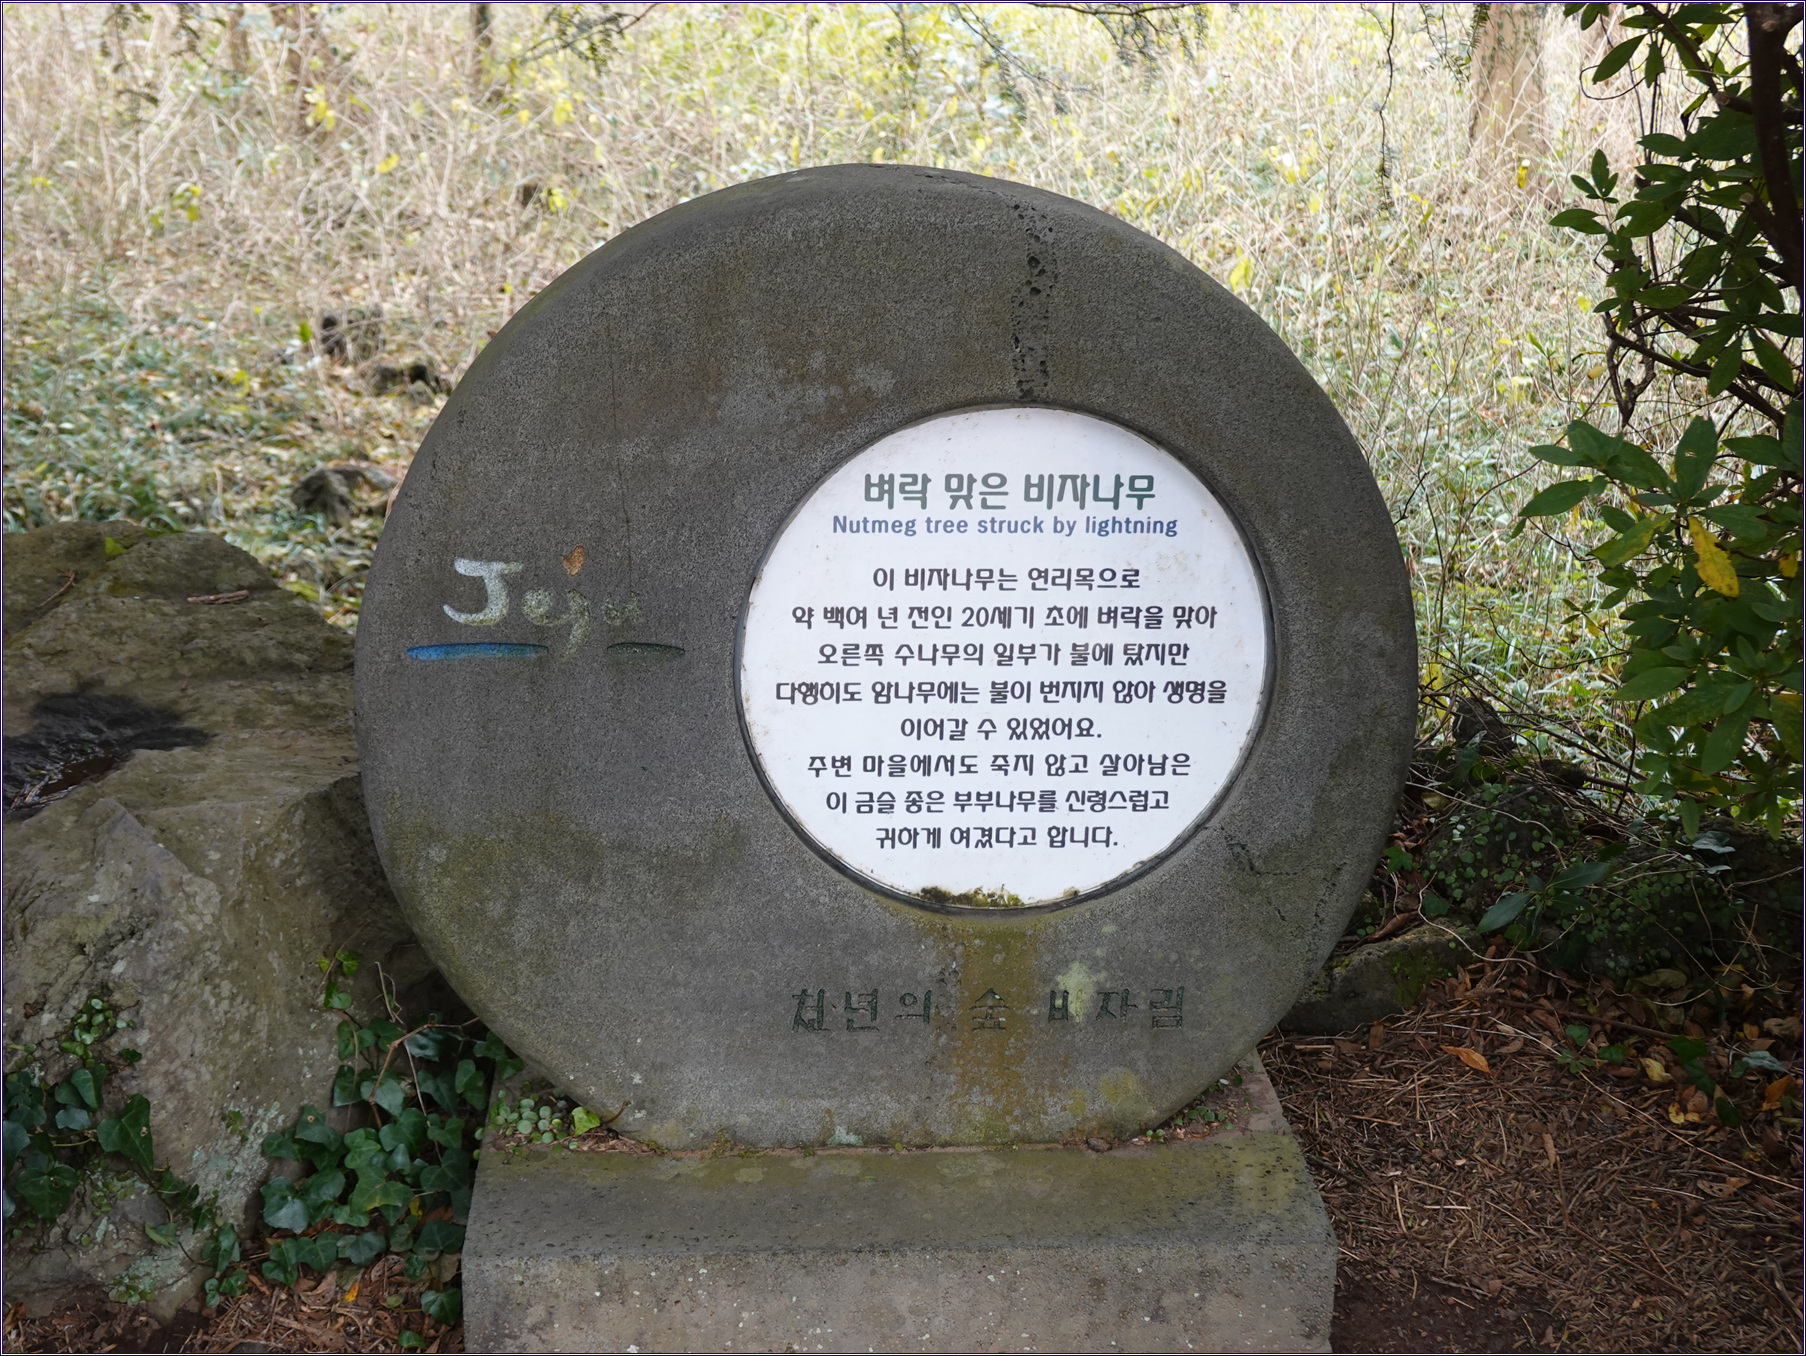 벼락 맞은 비자나무
Nutmeg tree struck by lightning
이 비자나무는 연리목으로
약 백여 년 전인 20세기 초에 벼락을 맞아
오른쪽 수나무의 일부가 불에 탔지만
다행히도 암나무에는 불이 번지지 않아 생명을
이어갈 수 있었어요.
주변 마을에서도 죽지 않고 살아남은
이 금슬 좋은 부부나무를 신령스럽고
귀하게 여겼다고 합니다.
Jeju
천년의 숲 비자림